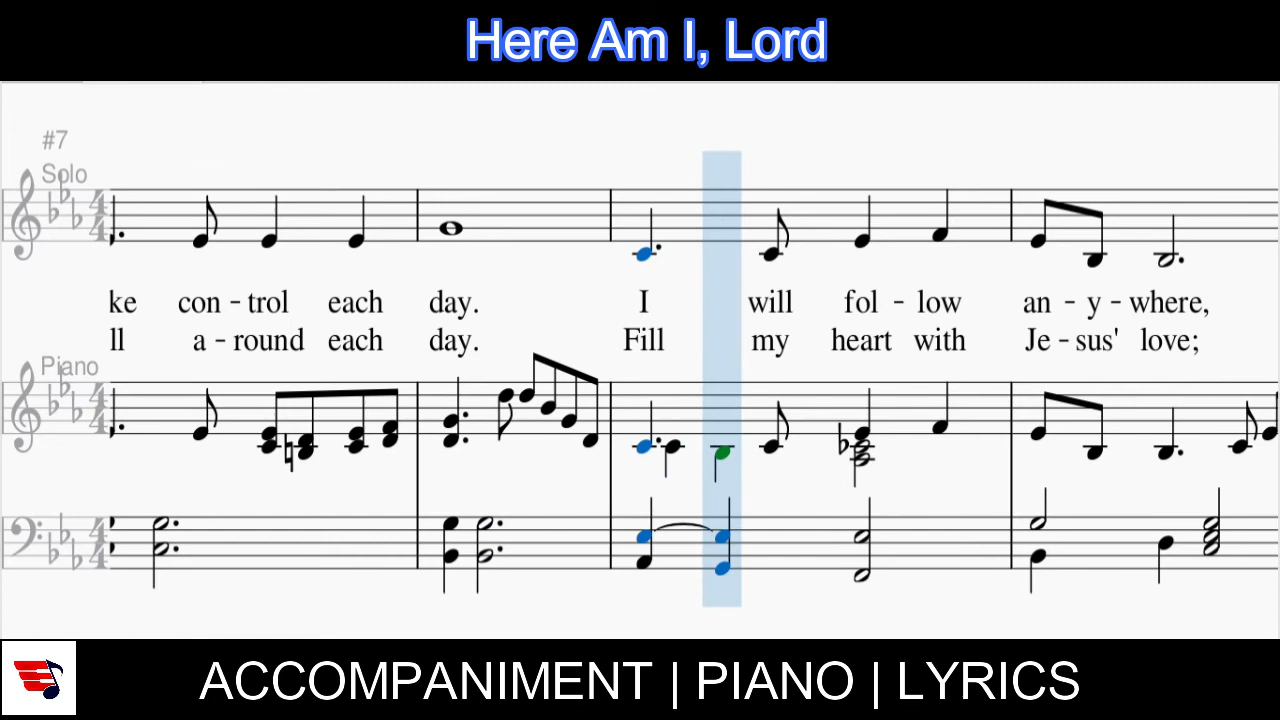 Here Am I, Lord
#7
Solo
ke con - trol each day. I will fol - low an - y - where,
ll a - round each day. Fill my heart with Je - sus' love;
Piano
ACCOMPANIMENT | PIANO | LYRICS